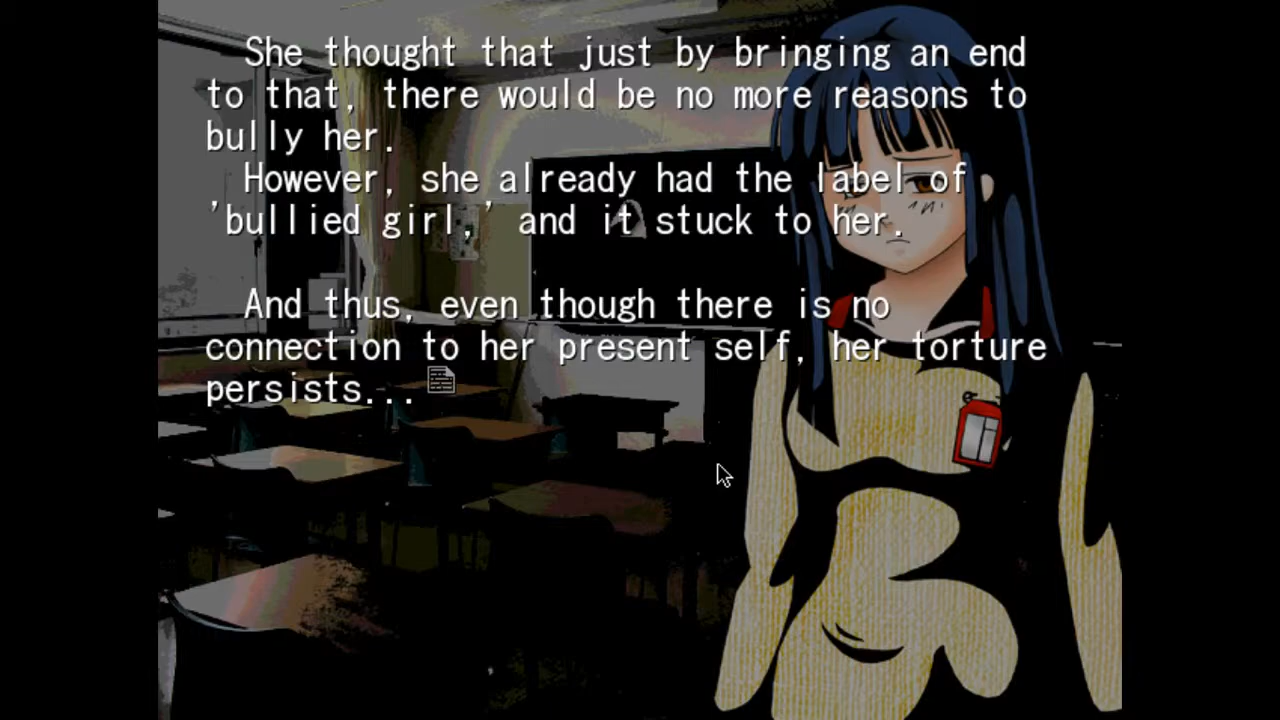 She thought that just by bringing an end
to that, there would be no more reasons to
bully her.
However, she already had the label of
'bullied girl,' and it stuck to her.
And thus, even though there is no
connection to her present self, her torture
persists...